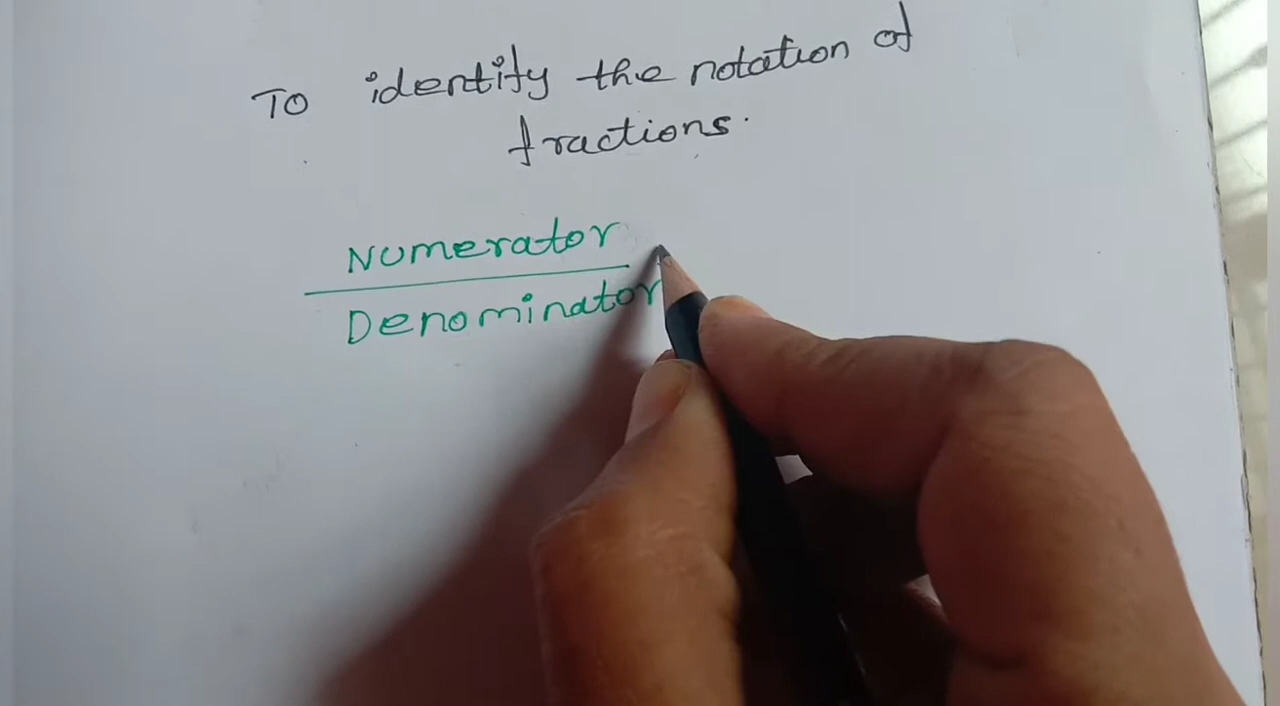 To identify the notation of
fractions.
Numerator
Denominator